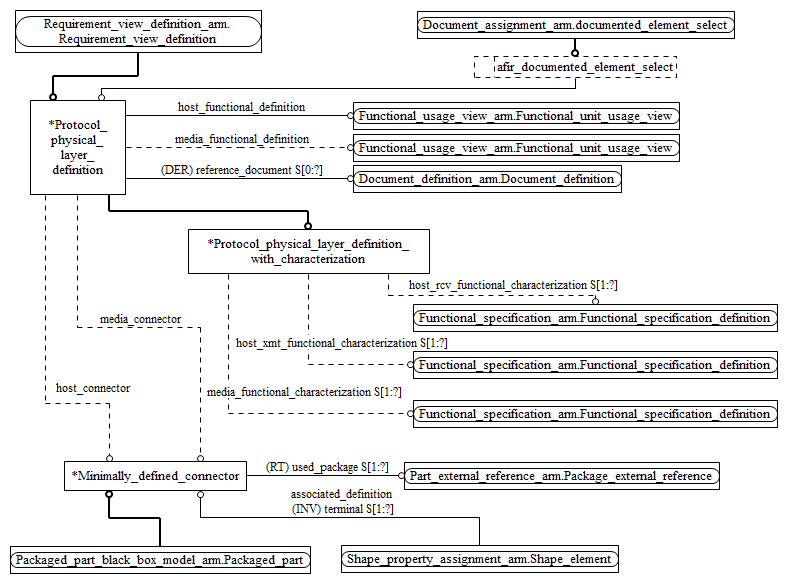 Requirement_view_definition_arm.
Requirement_view_definition
Document_assignment_arm.documented_element_select
afir_documented_element_select
*Protocol_
physical_
layer_
definition
host_functional_definition
Functional_usage_view_arm.Functional_unit_usage_view
media_functional_definition
Functional_usage_view_arm.Functional_unit_usage_view
(DER) reference_document S[0:?]
Document_definition_arm.Document_definition
*Protocol_physical_layer_definition_
with_characterization
host_rcv_functional_characterization S[1:?]
Functional_specification_arm.Functional_specification_definition
media_connector
host_xmt_functional_characterization S[1:?]
Functional_specification_arm.Functional_specification_definition
host_connector
media_functional_characterization S[1:?]
Functional_specification_arm.Functional_specification_definition
*Minimally_defined_connector
(RT) used_package S[1:?]
Part_external_reference_arm.Package_external_reference
associated_definition
(INV) terminal S[1:?]
Packaged_part_black_box_model_arm.Packaged_part
Shape_property_assignment_arm.Shape_element